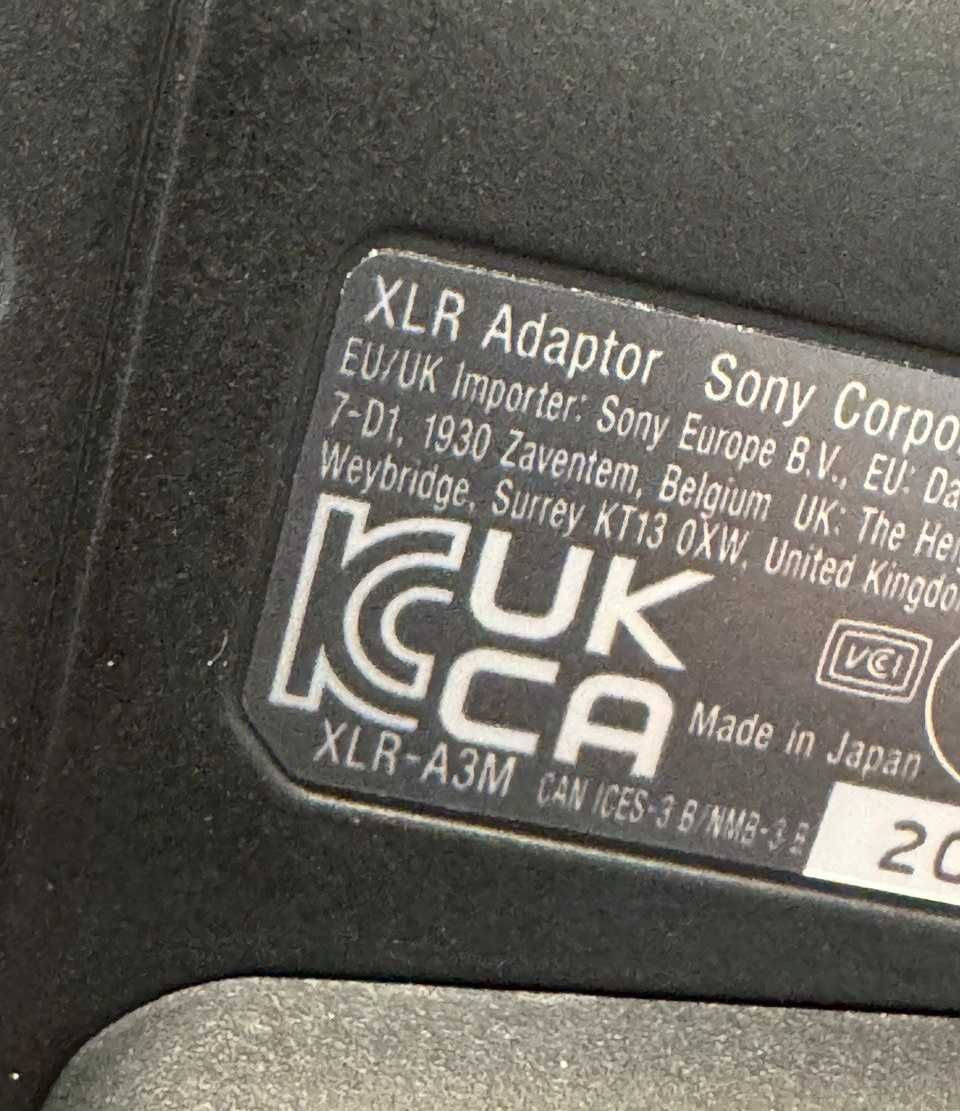 XLR Adaptor Sony Corpo
EU/UK Importer: Sony Europe B.V., EU: Da
7-D1, 1930 Zaventem, Belgium UK: The He
Weybridge, Surrey KT13 0XW, United Kingdo
KC UK
CA
VCI
Made in Japan
XLR-A3M CAN ICES-3 B/NMB-3 B
20